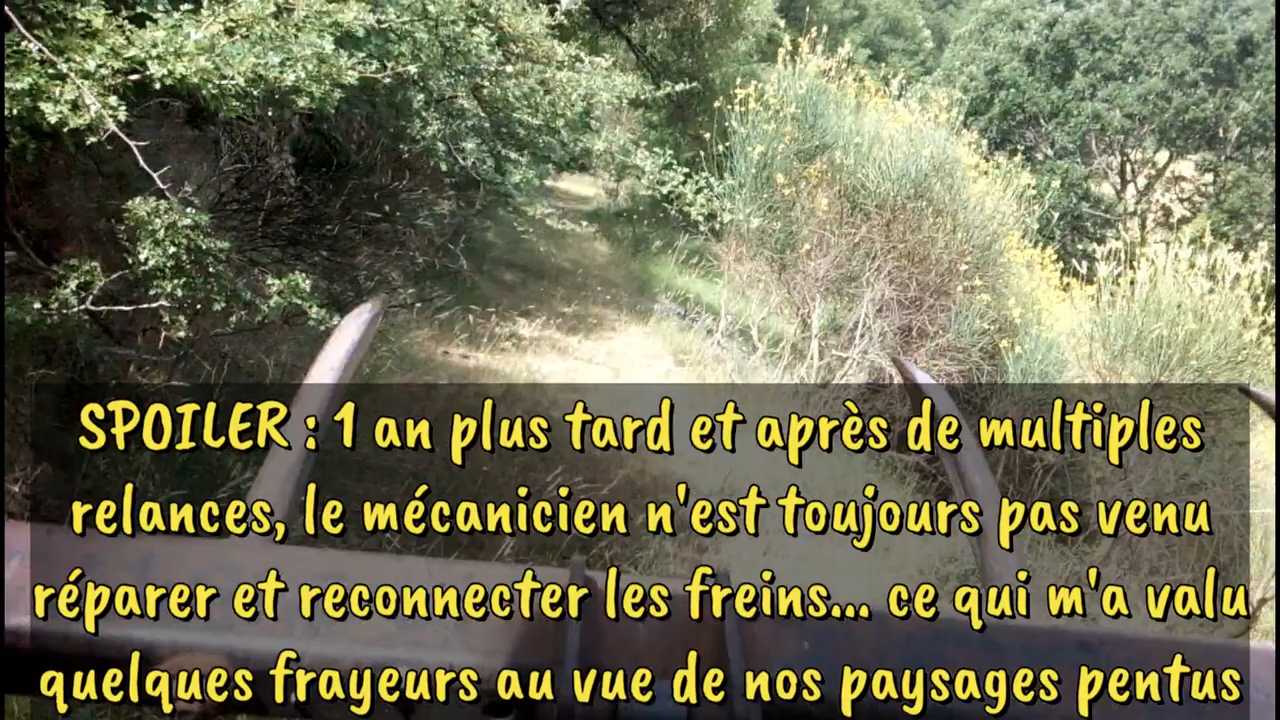 SPOILER : 1 an plus tard et après de multiples
relances, le mécanicien n'est toujours pas venu
réparer et reconnecter les freins... ce qui m'a valu
quelques frayeurs au vue de nos paysages pentus